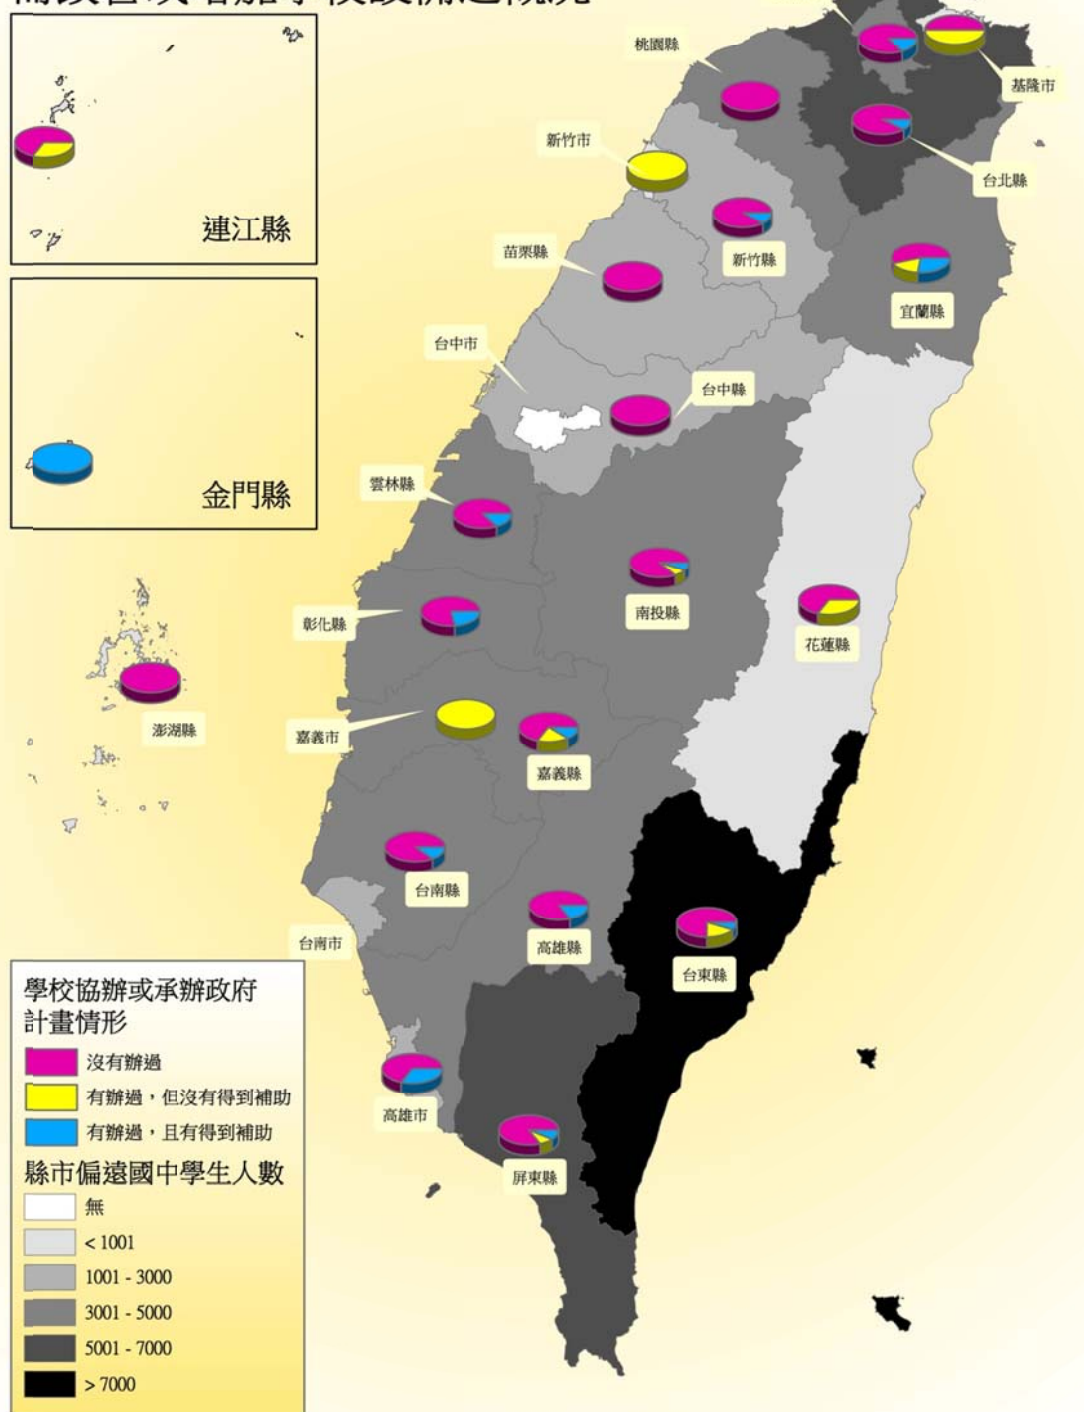 桃園縣
基隆市
新竹市
台北縣
連江縣
苗栗縣
新竹縣
宜蘭縣
台中市
台中縣
雲林縣
金門縣
南投縣
彰化縣
花蓮縣
澎湖縣
嘉義市
嘉義縣
台南縣
台南市
高雄縣
台東縣
學校協辦或承辦政府
計畫情形
沒有辦過
有辦過，但沒有得到補助
有辦過，且有得到補助
高雄市
屏東縣
縣市偏遠國中學生人數
無
< 1001
1001 - 3000
3001 - 5000
5001 - 7000
> 7000